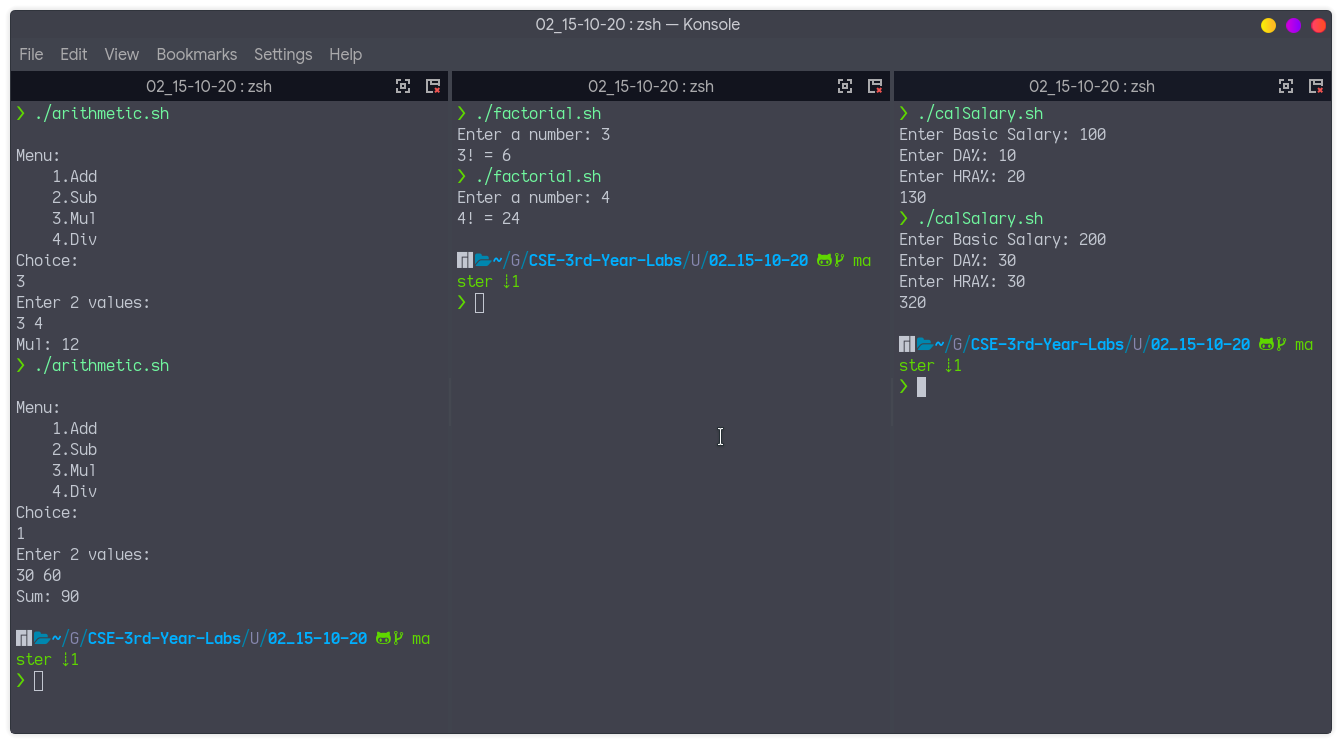 02_15-10-20 : zsh — Konsole
File Edit View Bookmarks Settings Help
02_15-10-20 : zsh
❯ ./arithmetic.sh

Menu:
    1.Add
    2.Sub
    3.Mul
    4.Div
Choice:
3
Enter 2 values:
3 4
Mul: 12
❯ ./arithmetic.sh

Menu:
    1.Add
    2.Sub
    3.Mul
    4.Div
Choice:
1
Enter 2 values:
30 60
Sum: 90

~/G/CSE-3rd-Year-Labs/U/02_15-10-20 ma
ster ⇣1
❯
02_15-10-20 : zsh
❯ ./factorial.sh
Enter a number: 3
3! = 6
❯ ./factorial.sh
Enter a number: 4
4! = 24

~/G/CSE-3rd-Year-Labs/U/02_15-10-20 ma
ster ⇣1
❯
02_15-10-20 : zsh
❯ ./calSalary.sh
Enter Basic Salary: 100
Enter DA%: 10
Enter HRA%: 20
130
❯ ./calSalary.sh
Enter Basic Salary: 200
Enter DA%: 30
Enter HRA%: 30
320

~/G/CSE-3rd-Year-Labs/U/02_15-10-20 ma
ster ⇣1
❯